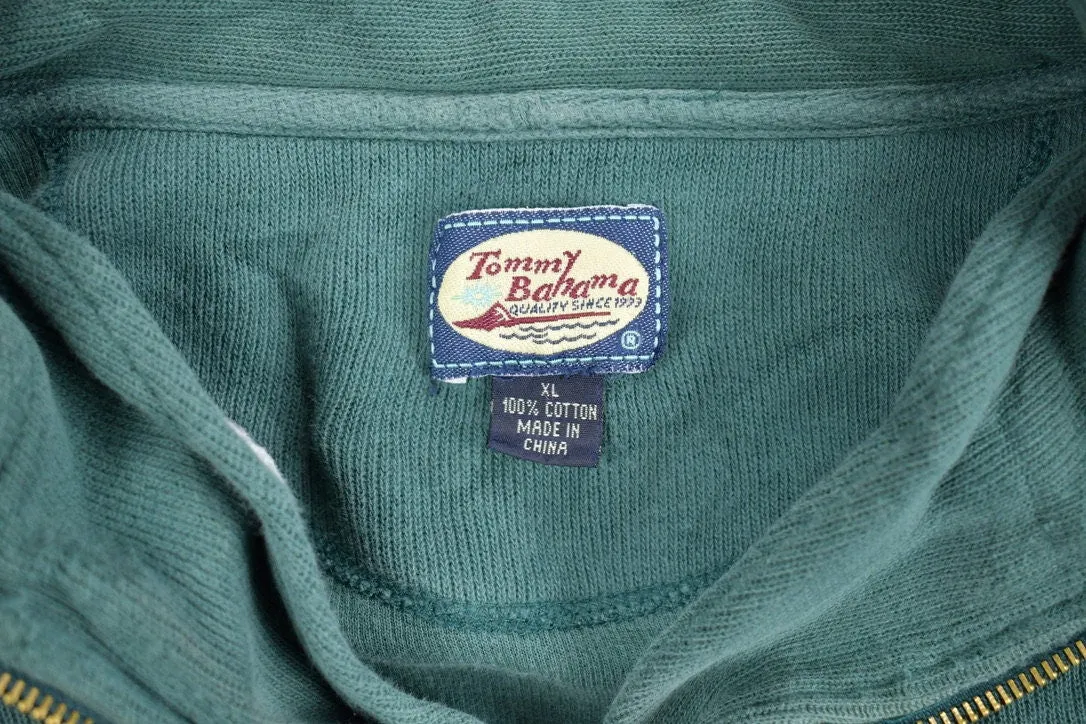 Tommy
Bahama
QUALITY SINCE 1993
®
XL
100% COTTON
MADE IN
CHINA